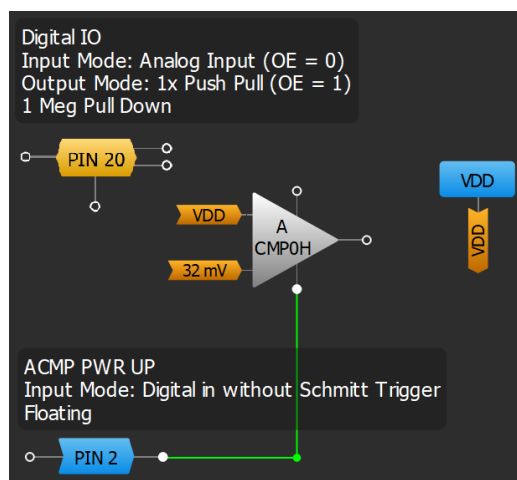 Digital IO
Input Mode: Analog Input (OE = 0)
Output Mode: 1x Push Pull (OE = 1)
1 Meg Pull Down
PIN 20
VDD
VDD
VDD
A
CMP0H
32 mV
ACMP PWR UP
Input Mode: Digital in without Schmitt Trigger
Floating
PIN 2